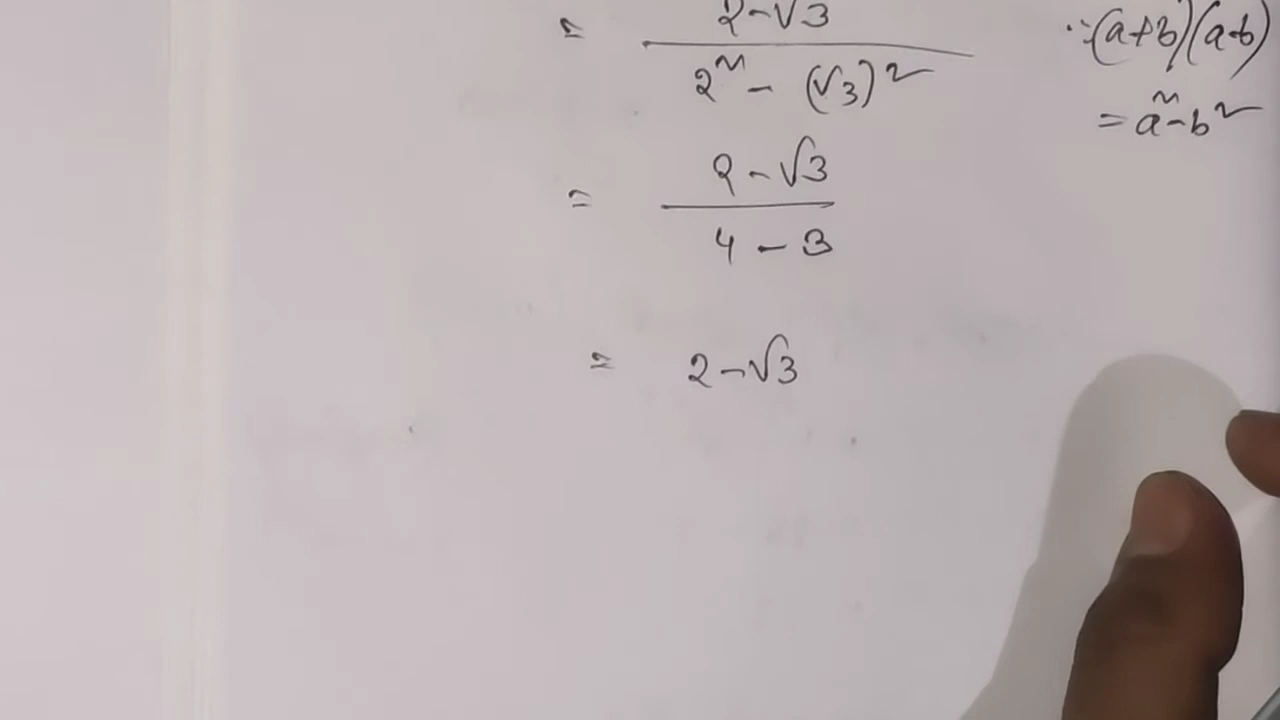 = 2-√3 / 2² - (√3)² ∵(a+b)(a-b)
= a²-b²
= 2-√3 / 4-3
= 2-√3